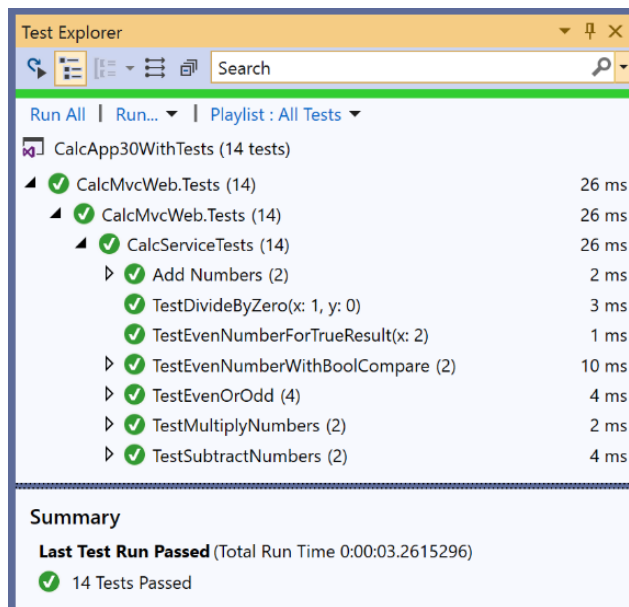 Test Explorer
Search
Run All | Run... | Playlist : All Tests
CalcApp30WithTests (14 tests)
CalcMvcWeb.Tests (14) 26 ms
CalcMvcWeb.Tests (14) 26 ms
CalcServiceTests (14) 26 ms
Add Numbers (2) 2 ms
TestDivideByZero(x: 1, y: 0) 3 ms
TestEvenNumberForTrueResult(x: 2) 1 ms
TestEvenNumberWithBoolCompare (2) 10 ms
TestEvenOrOdd (4) 4 ms
TestMultiplyNumbers (2) 2 ms
TestSubtractNumbers (2) 4 ms
Summary
Last Test Run Passed (Total Run Time 0:00:03.2615296)
14 Tests Passed